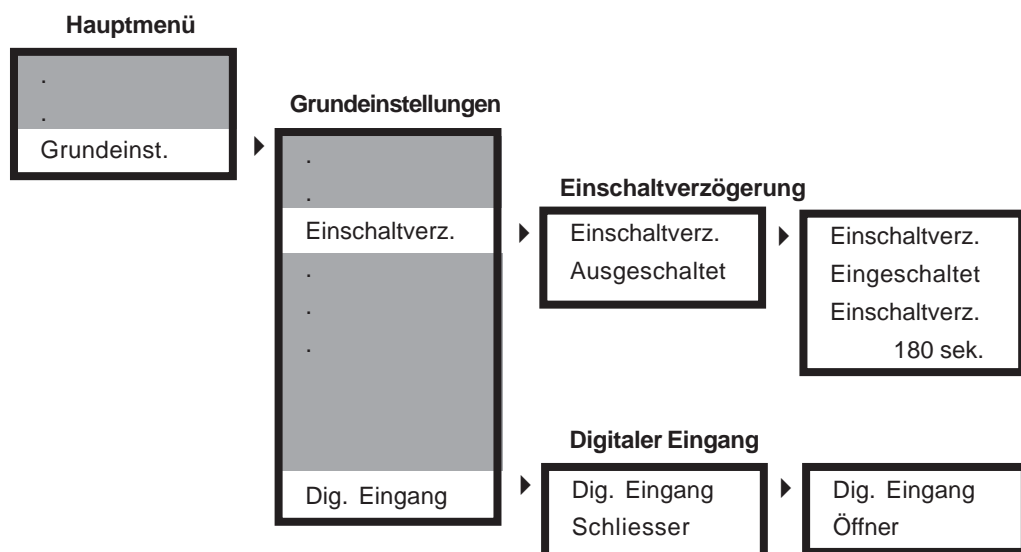 Hauptmenü
.
.
Grundeinst.
Grundeinstellungen
.
.
Einschaltverz.
.
.
.
Dig. Eingang
Einschaltverzögerung
Einschaltverz.
Ausgeschaltet
Einschaltverz.
Eingeschaltet
Einschaltverz.
180 sek.
Digitaler Eingang
Dig. Eingang
Schliesser
Dig. Eingang
Öffner